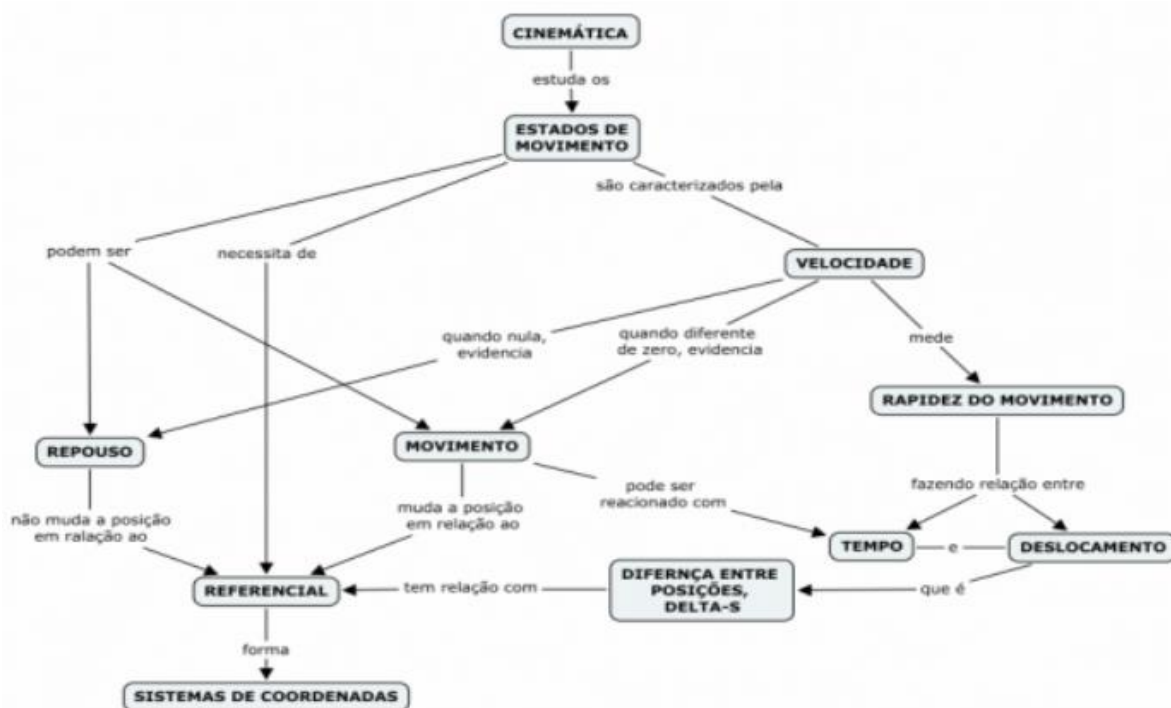 CINEMÁTICA
estuda os
ESTADOS DE
MOVIMENTO
são caracterizados pela
podem ser
necessita de
VELOCIDADE
quando nula,
evidencia
quando diferente
de zero, evidencia
mede
RAPIDEZ DO MOVIMENTO
REPOUSO
MOVIMENTO
pode ser
reacionado com
fazendo relação entre
não muda a posição
em ralação ao
muda a posição
em relação ao
TEMPO
e
DESLOCAMENTO
REFERENCIAL
tem relação com
DIFERNÇA ENTRE
POSIÇÕES,
DELTA-S
que é
forma
SISTEMAS DE COORDENADAS